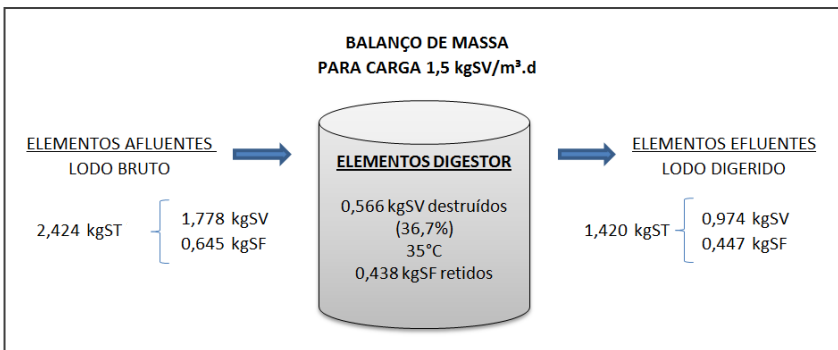 BALANÇO DE MASSA
PARA CARGA 1,5 kgSV/m³.d
ELEMENTOS AFLUENTES
LODO BRUTO
2,424 kgST
1,778 kgSV
0,645 kgSF
ELEMENTOS DIGESTOR
0,566 kgSV destruídos
(36,7%)
35°C
0,438 kgSF retidos
ELEMENTOS EFLUENTES
LODO DIGERIDO
1,420 kgST
0,974 kgSV
0,447 kgSF